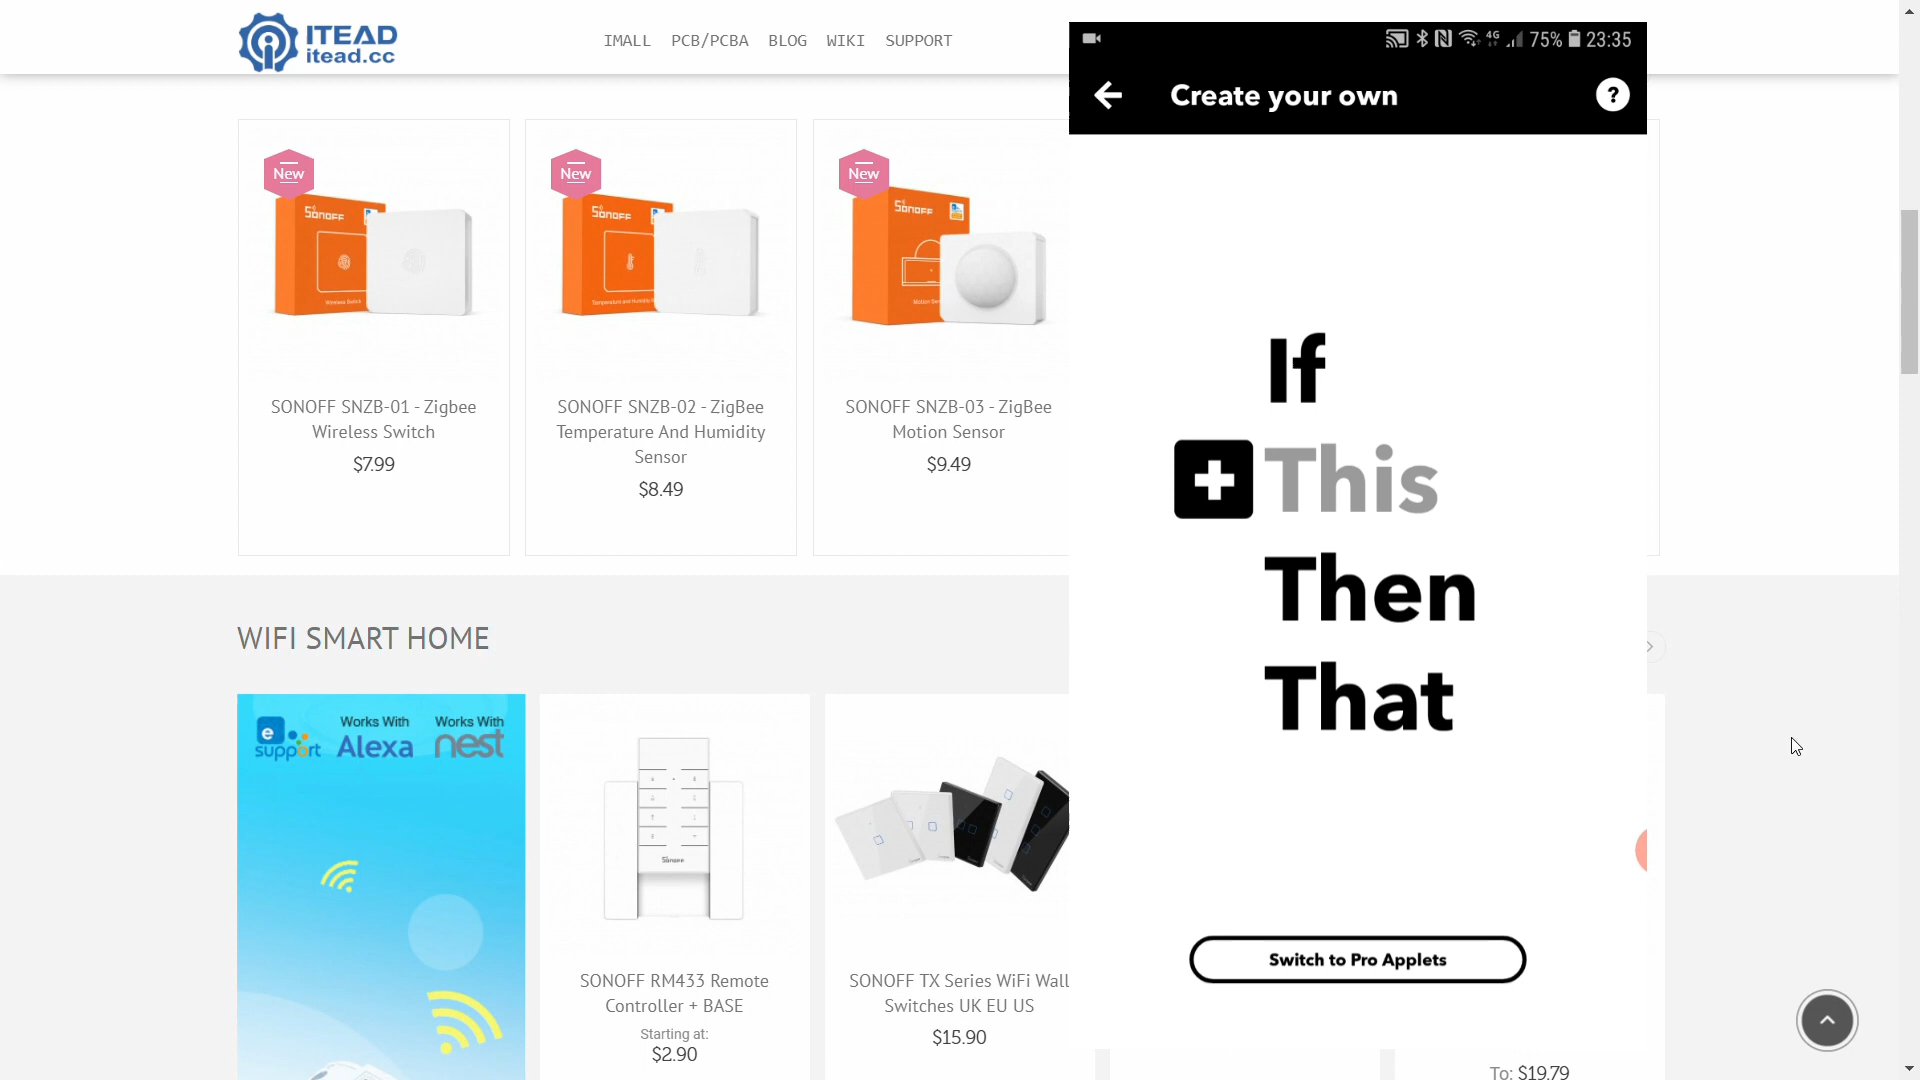 ITEAD
itead.cc
IMALL PCB/PCBA BLOG WIKI SUPPORT
4G 75% 23:35
Create your own
?
New
New
New
SONOFF
SONOFF
SONOFF
Wireless Switch
SONOFF SNZB-01 - Zigbee
Wireless Switch
$7.99
SONOFF SNZB-02 - ZigBee
Temperature And Humidity
Sensor
$8.49
SONOFF SNZB-03 - ZigBee
Motion Sensor
$9.49
If
This
Then
That
Switch to Pro Applets
WIFI SMART HOME
e support
Works With
Alexa
Works With
nest
Sonoff
SONOFF RM433 Remote
Controller + BASE
Starting at:
$2.90
SONOFF TX Series WiFi Wall
Switches UK EU US
$15.90
To: $19.79